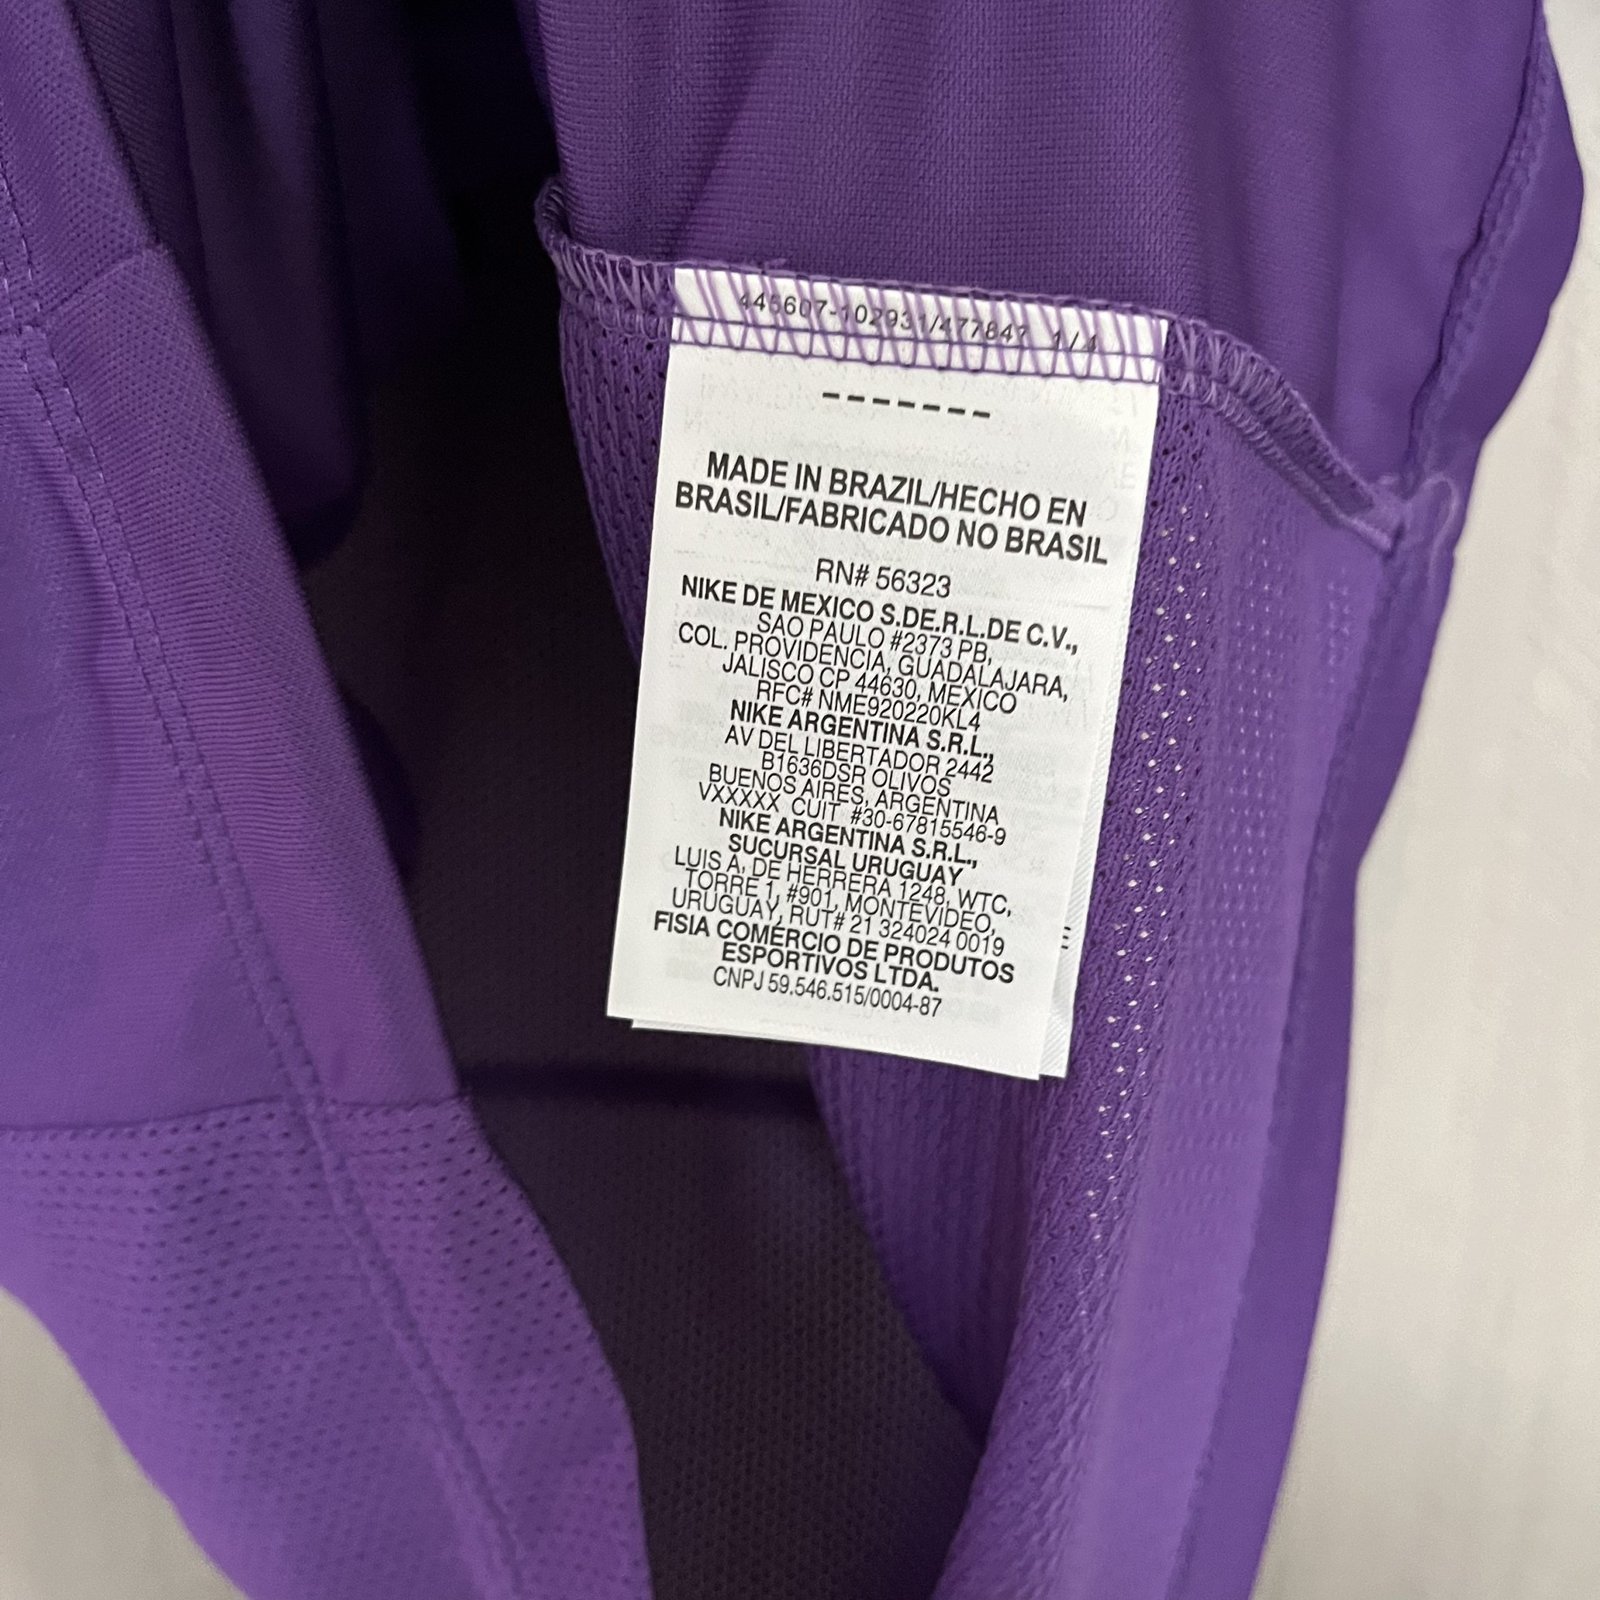 445607-102931/477847 1/4
-------
MADE IN BRAZIL/HECHO EN
BRASIL/FABRICADO NO BRASIL
RN# 56323
NIKE DE MEXICO S.DE.R.L.DE C.V.,
SAO PAULO #2373 PB,
COL. PROVIDENCIA, GUADALAJARA,
JALISCO CP 44630, MEXICO
RFC# NME920220KL4
NIKE ARGENTINA S.R.L.,
AV DEL LIBERTADOR 2442
B1636DSR OLIVOS
BUENOS AIRES, ARGENTINA
VXXXXX CUIT #30-67815546-9
NIKE ARGENTINA S.R.L.,
SUCURSAL URUGUAY
LUIS A, DE HERRERA 1248, WTC,
TORRE 1, #901, MONTEVIDEO,
URUGUAY, RUT# 21 324024 0019
FISIA COMÉRCIO DE PRODUTOS
ESPORTIVOS LTDA.
CNPJ 59.546.515/0004-87